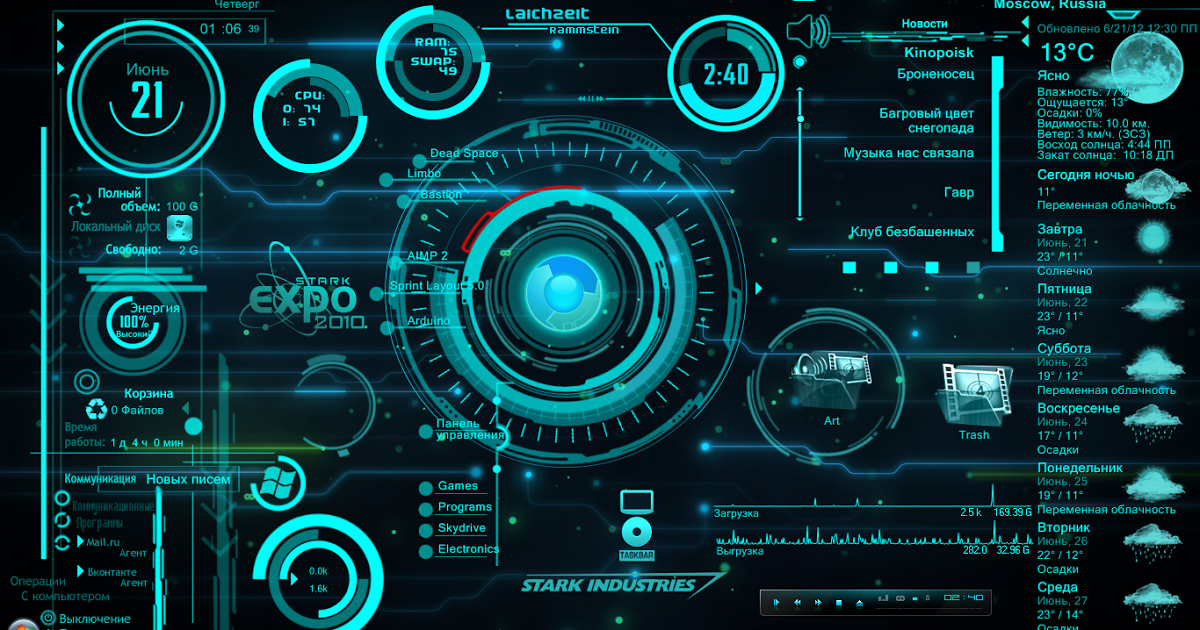 Четверг
01 :06 39
Июнь
21
CPU:
0: 74
1: 57
RAM:
75
SWAP:
49
Laichzeit
Rammstein
2:40
Новости
Kinopoisk
Броненосец
Багровый цвет
снегопада
Музыка нас связала
Гавр
Клуб безбашенных
Moscow, Russia
Обновлено 6/21/12 12:30 ПП
13°C
Ясно
Влажность: 77%
Ощущается: 13°
Осадки: 0%
Видимость: 10.0 км.
Ветер: 3 км/ч. (ЗСЗ)
Восход солнца: 4:44 ПП
Закат солнца: 10:18 ДП
Сегодня ночью
11°
Переменная облачность
Завтра
Июнь, 21
23° / 11°
Солнечно
Пятница
Июнь, 22
23° / 11°
Ясно
Суббота
Июнь, 23
19° / 12°
Переменная облачность
Воскресенье
Июнь, 24
17° / 11°
Осадки
Понедельник
Июнь, 25
19° / 11°
Переменная облачность
Вторник
Июнь, 26
22° / 12°
Осадки
Среда
Июнь, 27
23° / 14°
Осадки
Полный
объем: 100 G
Локальный диск
Свободно: 2 G
Энергия
100%
Высокий
Корзина
0 Файлов
Время
работы: 1 д 4 ч 0 мин
Коммуникация Новых писем
Коммуникационные
Программы
Mail.ru
Агент
Вконтакте
Агент
Операции
С компьютером
Выключение
STARK
EXPO
2010
Dead Space
Limbo
Bastion
AIMP 2
Sprint Layout 5.0
Arduino
Панель
управления
Games
Programs
Skydrive
Electronics
0.0k
1.6k
TASKBAR
STARK INDUSTRIES
Art
Trash
Загрузка 2.5 k 169.39 G
Выгрузка 282.0 32.96 G
02:40